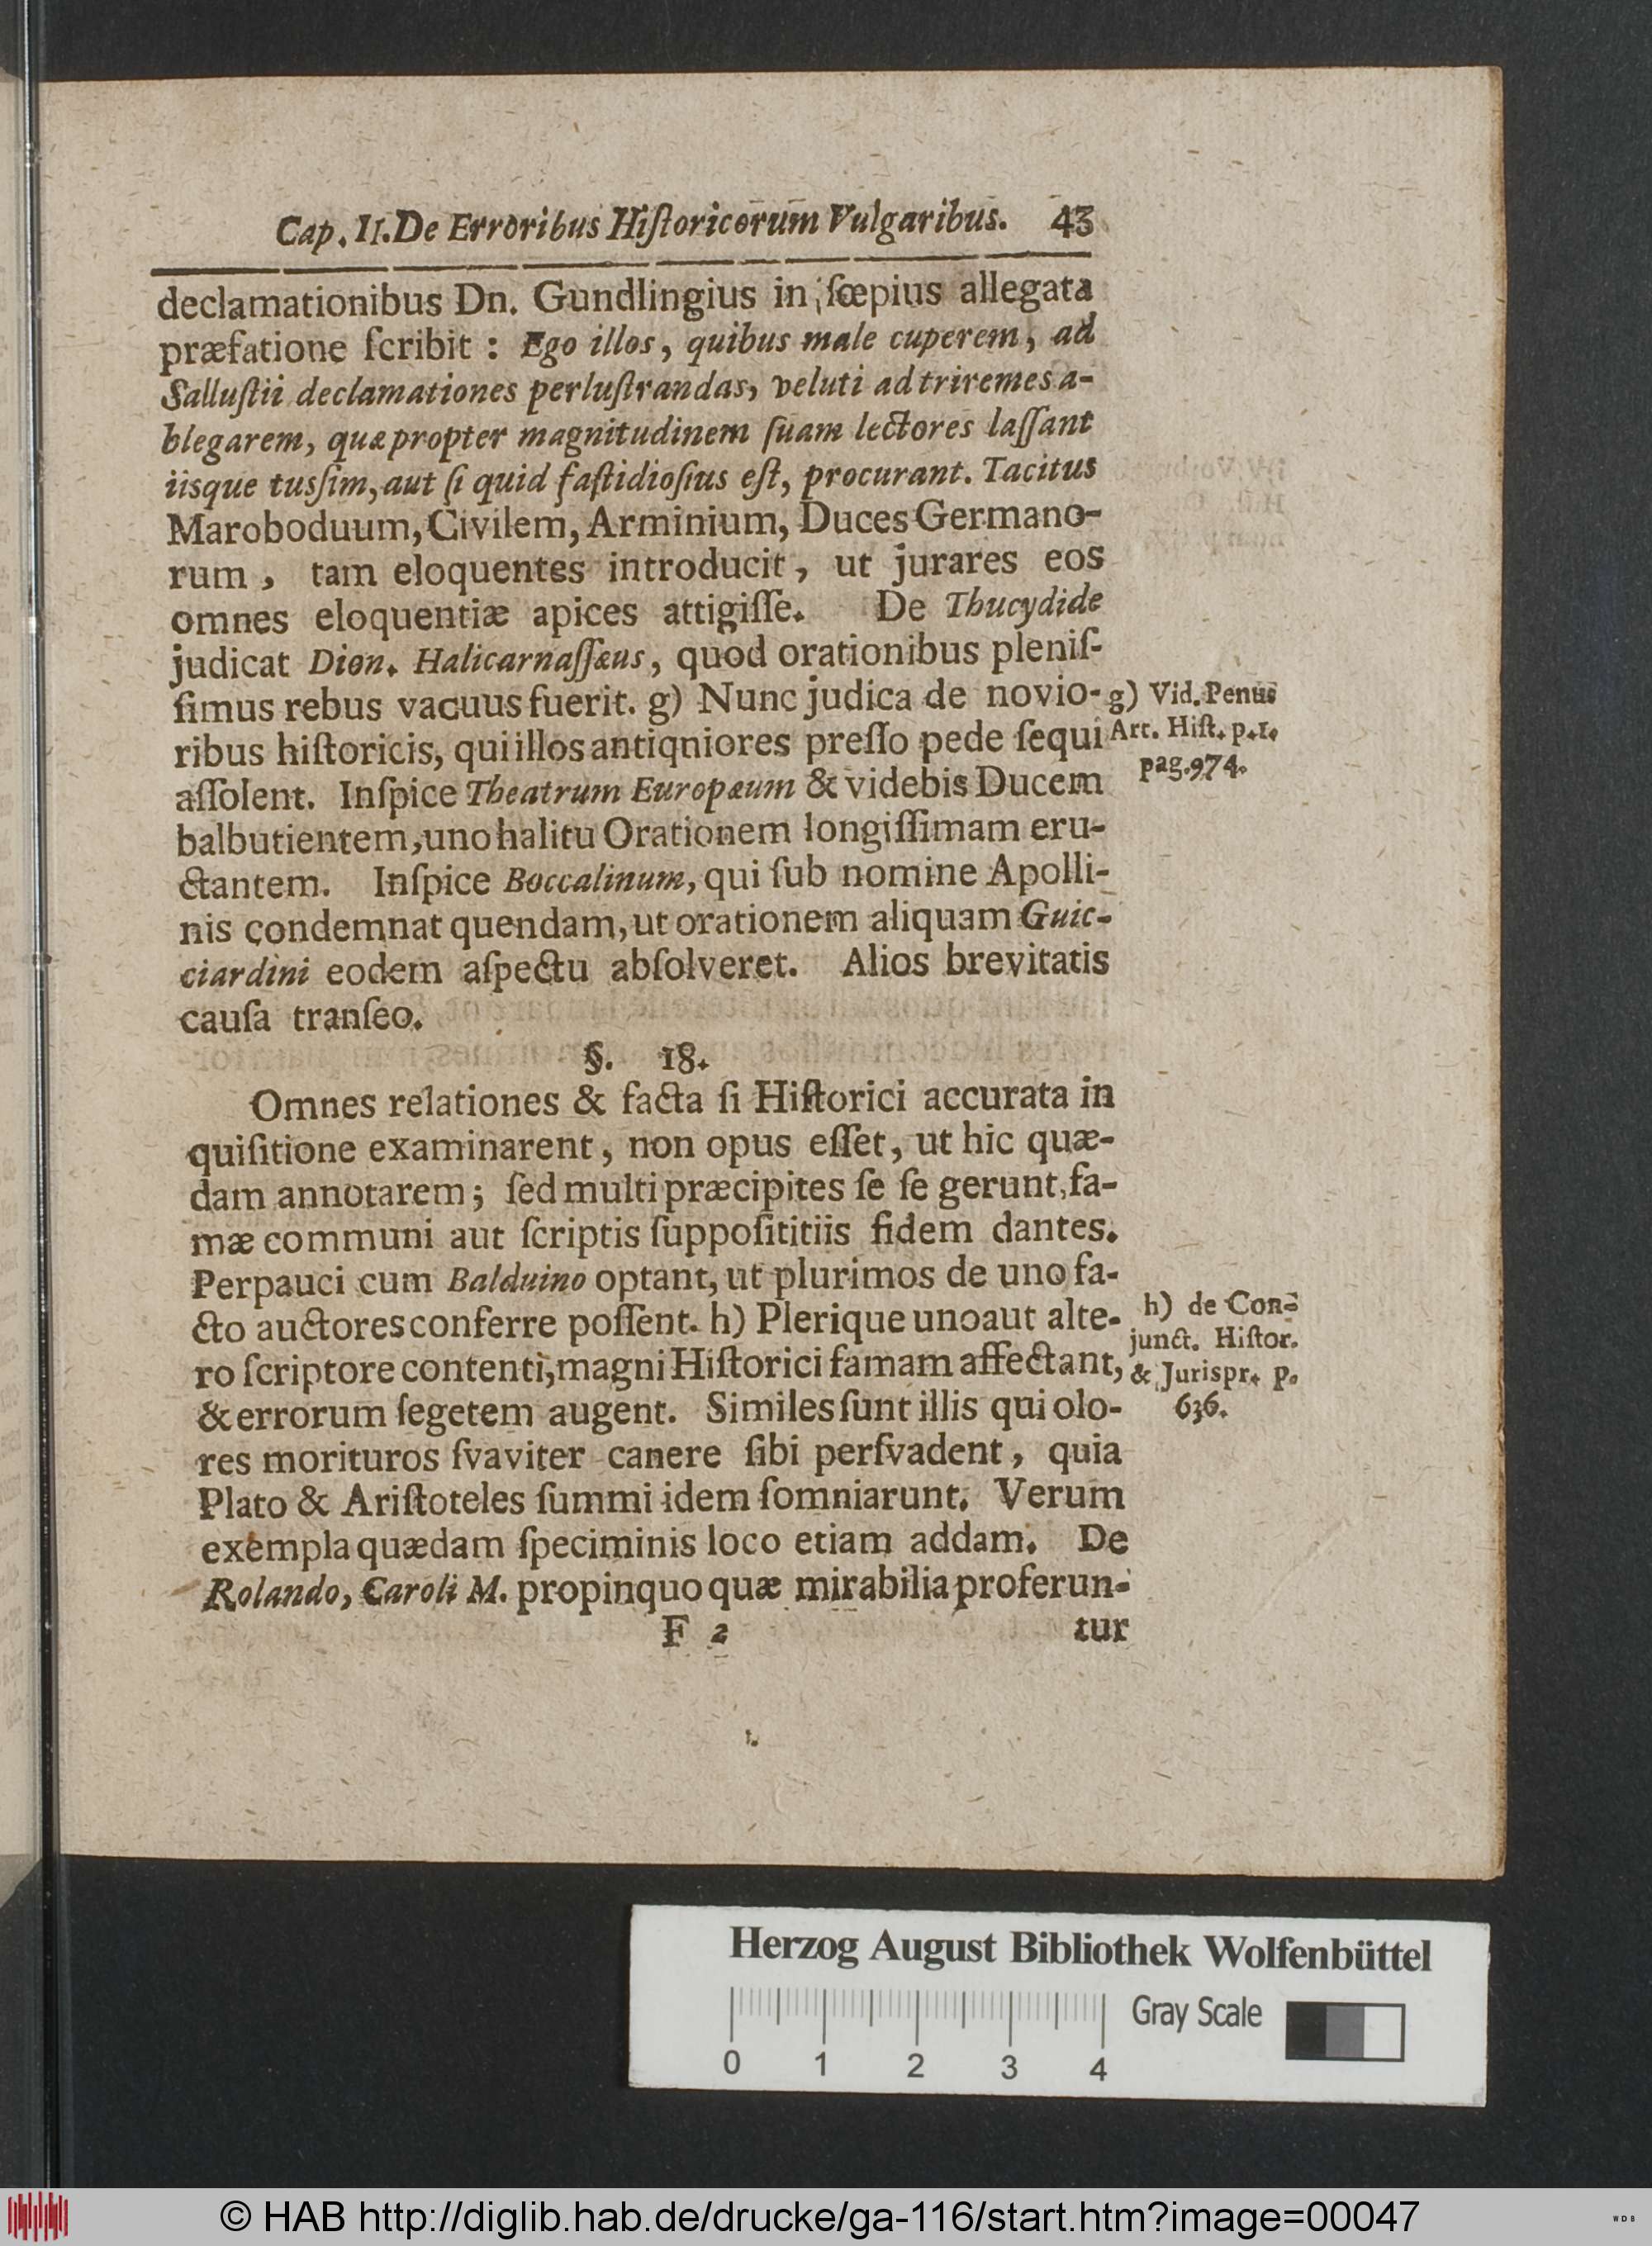 Cap. II. De Erroribus Hiſtoricorum Vulgaribus. 43
declamationibus Dn. Gundlingius in ſœpius allegata
præfatione ſcribit : Ego illos, quibus male cuperem, ad
Salluſtii declamationes perluſtrandas, veluti ad triremes a-
blegarem, quæ propter magnitudinem ſuam lectores laſſant
iisque tusſim, aut ſi quid faſtidioſius eſt, procurant. Tacitus
Maroboduum, Civilem, Arminium, Duces Germano-
rum, tam eloquentes introducit, ut jurares eos
omnes eloquentiæ apices attigiſſe. De Thucydide
judicat Dion. Halicarnaſſæus, quod orationibus pleniſ-
ſimus rebus vacuus fuerit. g) Nunc judica de novio-
ribus hiſtoricis, qui illos antiqniores preſſo pede ſequi
aſſolent. Inſpice Theatrum Europæum & videbis Ducem
balbutientem, uno halitu Orationem longiſſimam eru-
ctantem. Inſpice Boccalinum, qui ſub nomine Apolli-
nis condemnat quendam, ut orationem aliquam Guic-
ciardini eodem aſpectu abſolveret. Alios brevitatis
cauſa tranſeo.
g) Vid. Penus
Art. Hiſt. p. 1.
pag. 974.
§. 18.
Omnes relationes & facta ſi Hiſtorici accurata in
quiſitione examinarent, non opus eſſet, ut hic quæ-
dam annotarem; ſed multi præcipites ſe ſe gerunt, fa-
mæ communi aut ſcriptis ſuppoſititiis fidem dantes.
Perpauci cum Balduino optant, ut plurimos de uno fa-
cto auctores conferre poſſent. h) Plerique uno aut alte-
ro ſcriptore contenti, magni Hiſtorici famam affectant,
& errorum ſegetem augent. Similes ſunt illis qui olo-
res morituros ſvaviter canere ſibi perſvadent, quia
Plato & Ariſtoteles ſummi idem ſomniarunt. Verum
exempla quædam ſpeciminis loco etiam addam. De
Rolando, Caroli M. propinquo quæ mirabilia proferun-
h) de Con-
junct. Hiſtor.
& Jurispr. p.
636.
F 2 tur
Herzog August Bibliothek Wolfenbüttel
0 1 2 3 4 Gray Scale
© HAB http://diglib.hab.de/drucke/ga-116/start.htm?image=00047
WDB